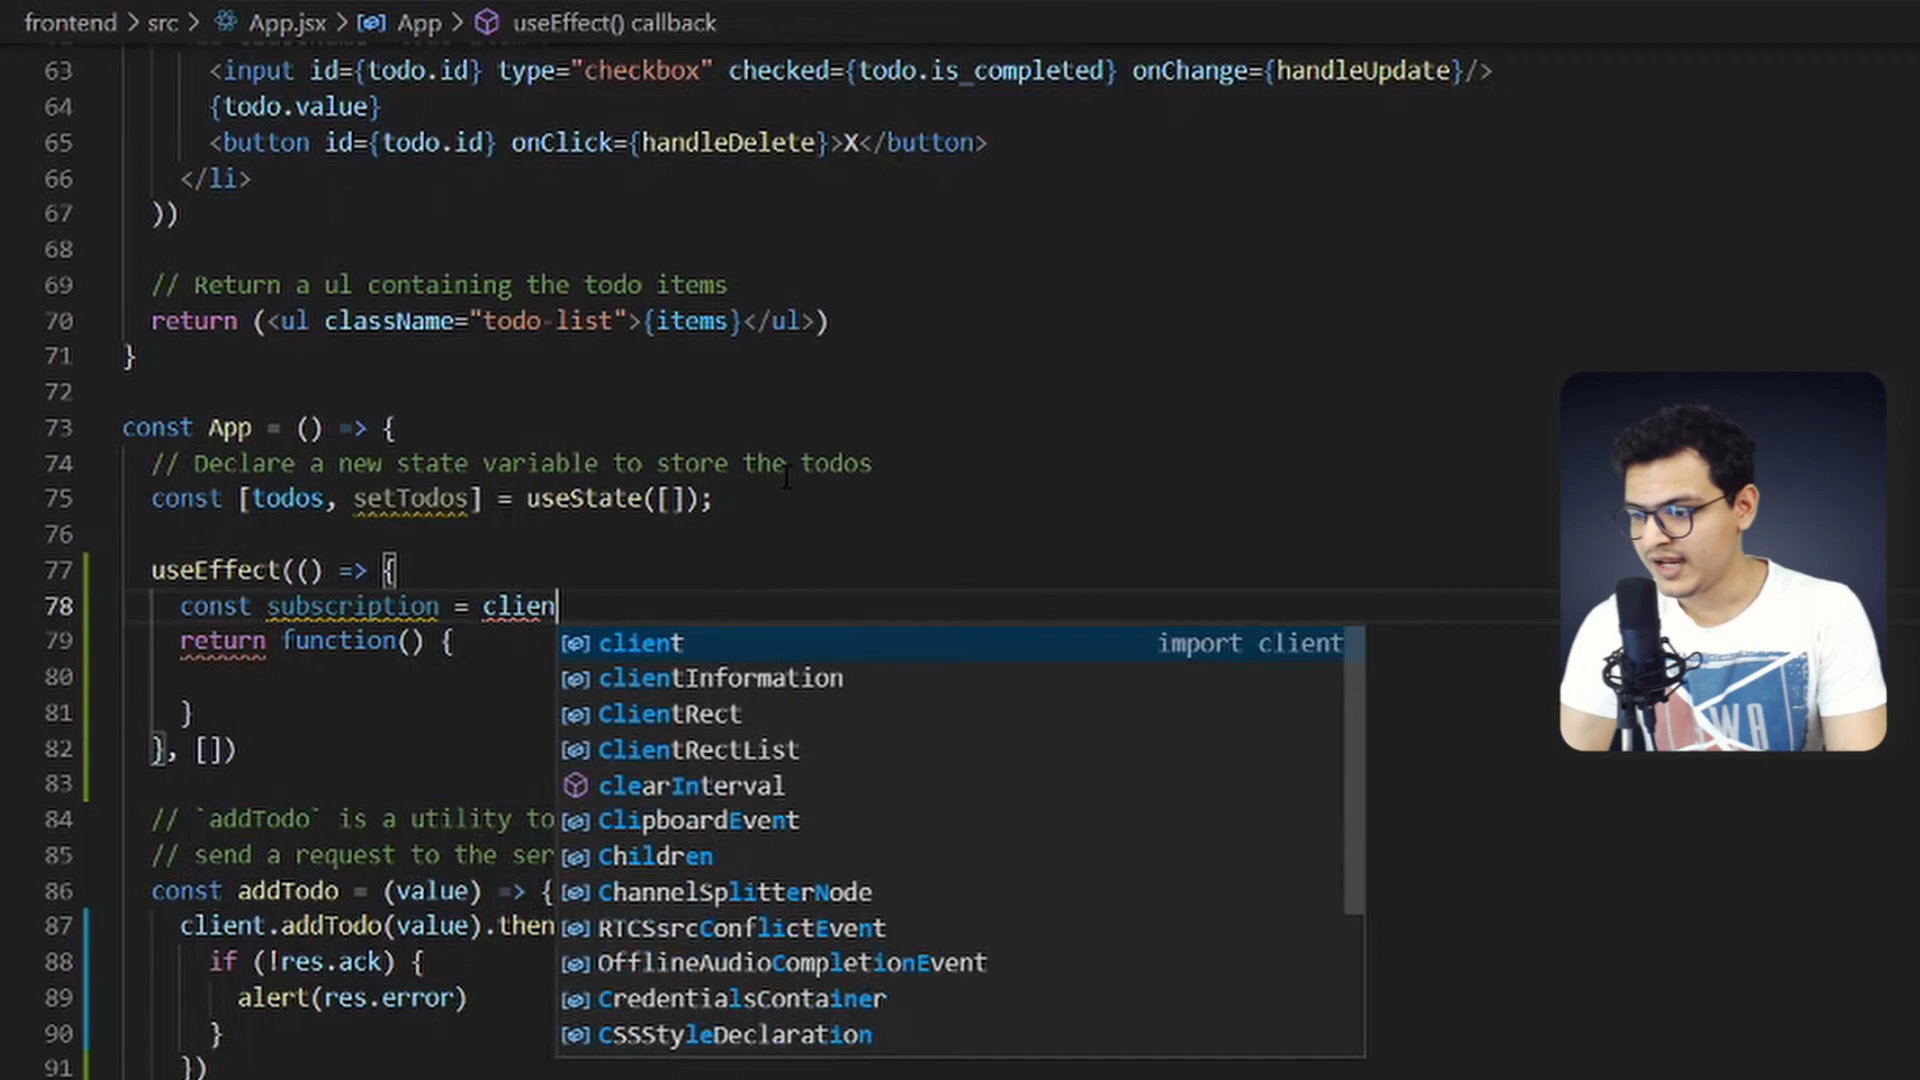 frontend > src > App.jsx > App > useEffect() callback
63 <input id={todo.id} type="checkbox" checked={todo.is_completed} onChange={handleUpdate}/>
64 {todo.value}
65 <button id={todo.id} onClick={handleDelete}>X</button>
66 </li>
67 ))
68
69 // Return a ul containing the todo items
70 return (<ul className="todo-list">{items}</ul>)
71 }
72
73 const App = () => {
74 // Declare a new state variable to store the todos
75 const [todos, setTodos] = useState([]);
76
77 useEffect(() => {
78 const subscription = clien
79 return function() {
80
81 }
82 }, [])
83
84 // `addTodo` is a utility to
85 // send a request to the ser
86 const addTodo = (value) => {
87 client.addTodo(value).then
88 if (!res.ack) {
89 alert(res.error)
90 }
91 })
client import client
clientInformation
ClientRect
ClientRectList
clearInterval
ClipboardEvent
Children
ChannelSplitterNode
RTCSsrcConflictEvent
OfflineAudioCompletionEvent
CredentialsContainer
CSSStyleDeclaration